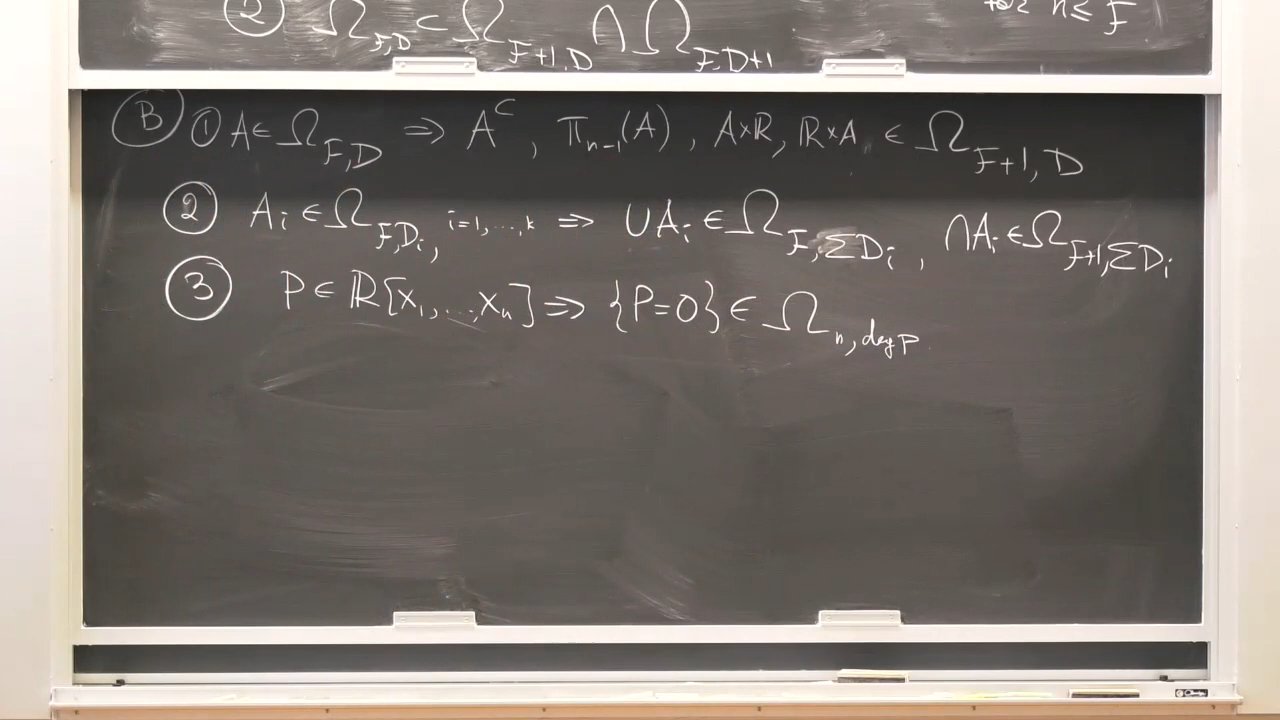 ② Ω_{F,D} ⊂ Ω_{F+1,D} ∩ Ω_{F,D+1} for n ≤ F
Ⓑ ① A ∈ Ω_{F,D} ⇒ A^c, π_{n-1}(A), A×ℝ, ℝ×A ∈ Ω_{F+1,D}
② A_i ∈ Ω_{F,D_i}, i=1,...,k ⇒ ∪A_i ∈ Ω_{F,ΣD_i}, ∩A_i ∈ Ω_{F+1,ΣD_i}
③ P ∈ ℝ[x_1,...,x_n] ⇒ {P=0} ∈ Ω_{n,deg P}